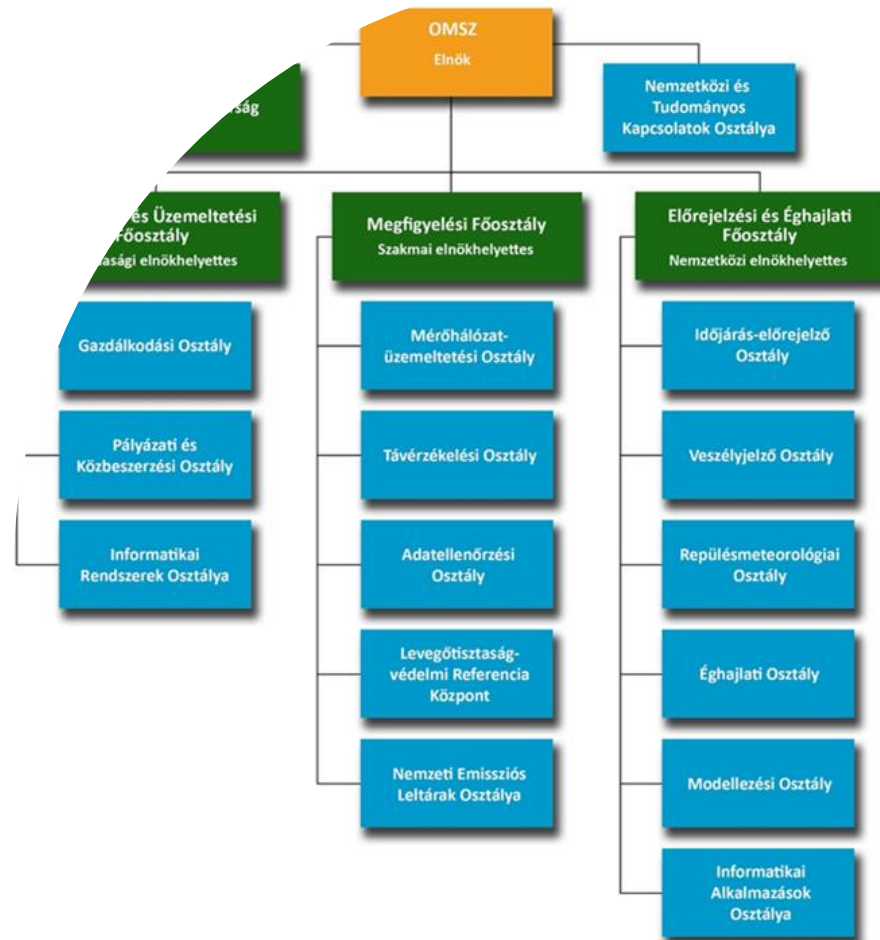 OMSZ
Elnök
Nemzetközi és
Tudományos
Kapcsolatok Osztálya
és Üzemeltetési
Főosztály
elnökhelyettes
Megfigyelési Főosztály
Szakmai elnökhelyettes
Előrejelzési és Éghajlati
Főosztály
Nemzetközi elnökhelyettes
Gazdálkodási Osztály
Pályázati és
Közbeszerzési Osztály
Informatikai
Rendszerek Osztálya
Mérőhálózat-
üzemeltetési Osztály
Távérzékelési Osztály
Adatellenőrzési
Osztály
Levegőtisztaság-
védelmi Referencia
Központ
Nemzeti Emissziós
Leltárak Osztálya
Időjárás-előrejelző
Osztály
Veszélyjelző Osztály
Repülésmeteorológiai
Osztály
Éghajlati Osztály
Modellezési Osztály
Informatikai
Alkalmazások
Osztálya